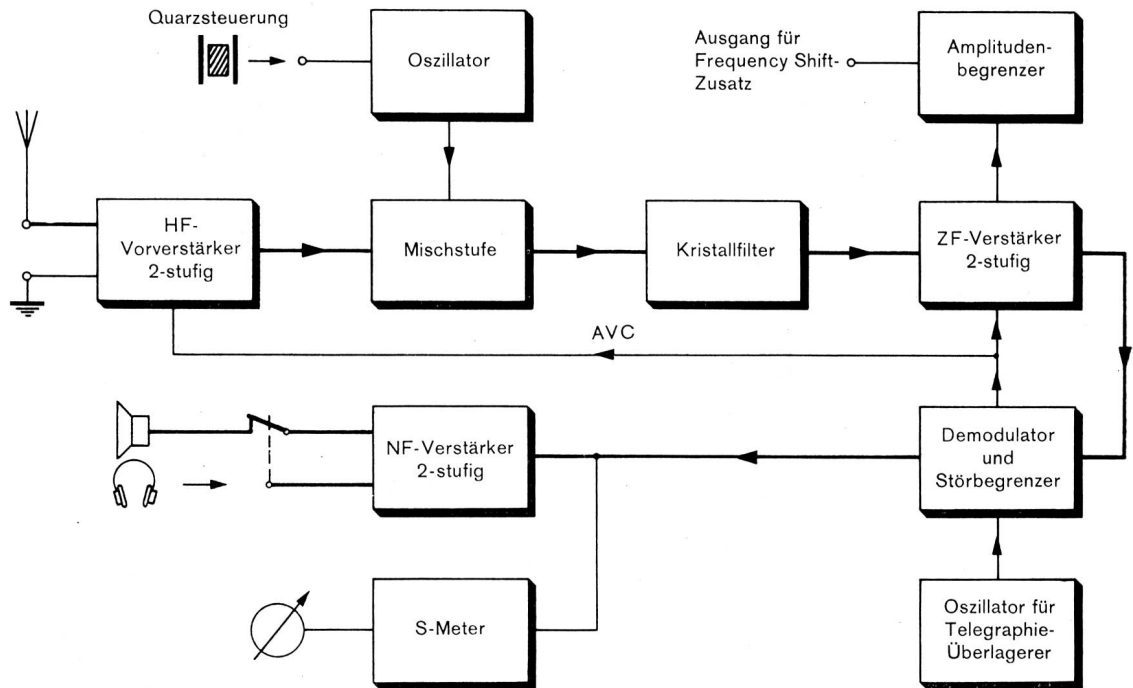 Quarzsteuerung
Oszillator
Ausgang für
Frequency Shift-
Zusatz
Amplituden-
begrenzer
HF-
Vorverstärker
2-stufig
Mischstufe
Kristallfilter
ZF-Verstärker
2-stufig
AVC
NF-Verstärker
2-stufig
Demodulator
und
Störbegrenzer
S-Meter
Oszillator für
Telegraphie-
Überlagerer